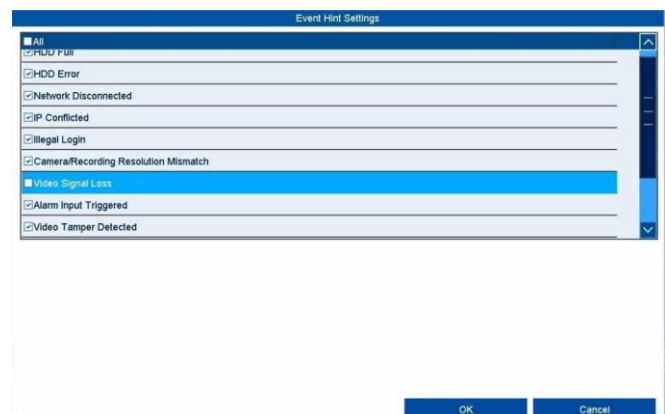 Event Hint Settings
All
HDD Full
HDD Error
Network Disconnected
IP Conflicted
Illegal Login
Camera/Recording Resolution Mismatch
Video Signal Loss
Alarm Input Triggered
Video Tamper Detected
OK Cancel